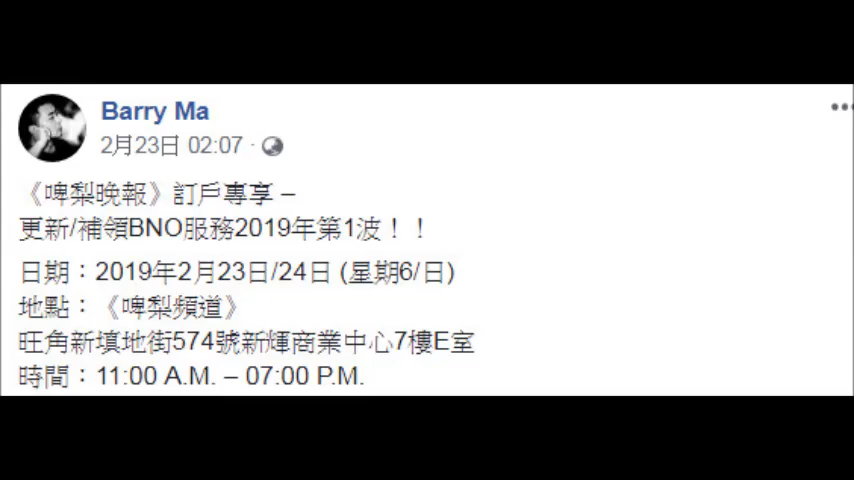 Barry Ma
2月23日 02:07 ·
《啤梨晚報》訂戶專享 –
更新/補領BNO服務2019年第1波！！
日期：2019年2月23日/24日 (星期6/日)
地點：《啤梨頻道》
旺角新填地街574號新輝商業中心7樓E室
時間：11:00 A.M. – 07:00 P.M.